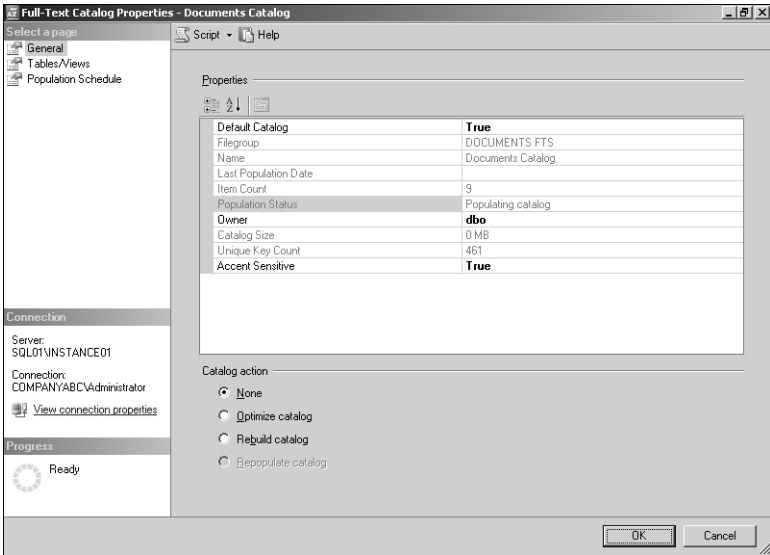 Full-Text Catalog Properties - Documents Catalog
Select a page
General
Tables/Views
Population Schedule
Script
Help
Properties
Default Catalog True
Filegroup DOCUMENTS FTS
Name Documents Catalog
Last Population Date
Item Count 9
Population Status Populating catalog
Owner dbo
Catalog Size 0 MB
Unique Key Count 461
Accent Sensitive True
Catalog action
None
Optimize catalog
Rebuild catalog
Repopulate catalog
Connection
Server:
SQL01\INSTANCE01
Connection:
COMPANYABC\Administrator
View connection properties
Progress
Ready
OK
Cancel